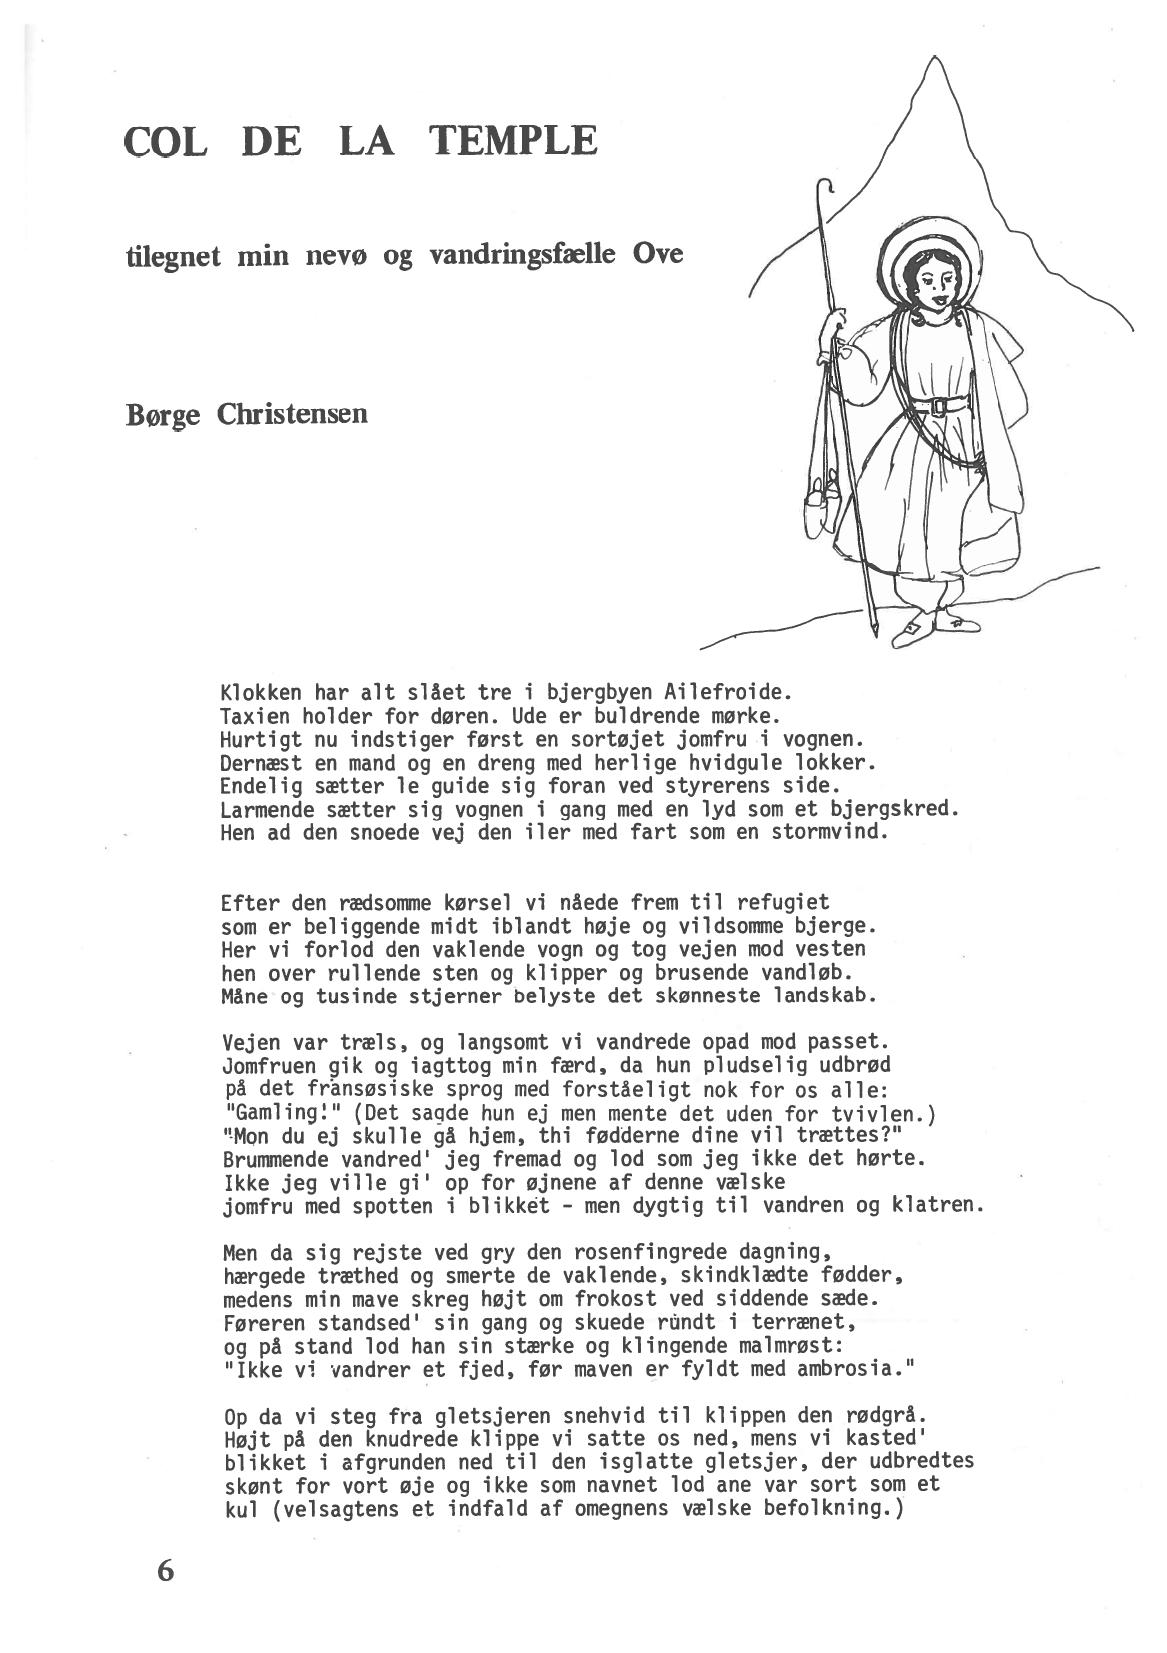 COL DE LA TEMPLE
tilegnet min nevø og vandringsfælle Ove
Børge Christensen
Klokken har alt slået tre i bjergbyen Ailefroide.
Taxien holder for døren. Ude er buldrende mørke.
Hurtigt nu indstiger først en sortøjet jomfru i vognen.
Dernæst en mand og en dreng med herlige hvidgule lokker.
Endelig sætter le guide sig foran ved styrerens side.
Larmende sætter sig vognen i gang med en lyd som et bjergskred.
Hen ad den snoede vej den iler med fart som en stormvind.
Efter den rædsomme kørsel vi nåede frem til refugiet
som er beliggende midt iblandt høje og vildsomme bjerge.
Her vi forlod den vaklende vogn og tog vejen mod vesten
hen over rullende sten og klipper og brusende vandløb.
Måne og tusinde stjerner belyste det skønneste landskab.
Vejen var træls, og langsomt vi vandrede opad mod passet.
Jomfruen gik og iagttog min færd, da hun pludselig udbrød
på det fransøsiske sprog med forståeligt nok for os alle:
"Gamling!" (Det sagde hun ej men mente det uden for tvivlen.)
"Mon du ej skulle gå hjem, thi fødderne dine vil trættes?"
Brummende vandred' jeg fremad og lod som jeg ikke det hørte.
Ikke jeg ville gi' op for øjnene af denne vælske
jomfru med spotten i blikket - men dygtig til vandren og klatren.
Men da sig rejste ved gry den rosenfingrede dagning,
hærgede træthed og smerte de vaklende, skindklædte fødder,
medens min mave skreg højt om frokost ved siddende sæde.
Føreren standsed' sin gang og skuede rundt i terrænet,
og på stand lod han sin stærke og klingende malmrøst:
"Ikke vi vandrer et fjed, før maven er fyldt med ambrosia."
Op da vi steg fra gletsjeren snehvid til klippen den rødgrå.
Højt på den knudrede klippe vi satte os ned, mens vi kasted'
blikket i afgrunden ned til den isglatte gletsjer, der udbredtes
skønt for vort øje og ikke som navnet lod ane var sort som et
kul (velsagtens et indfald af omegnens vælske befolkning.)
6